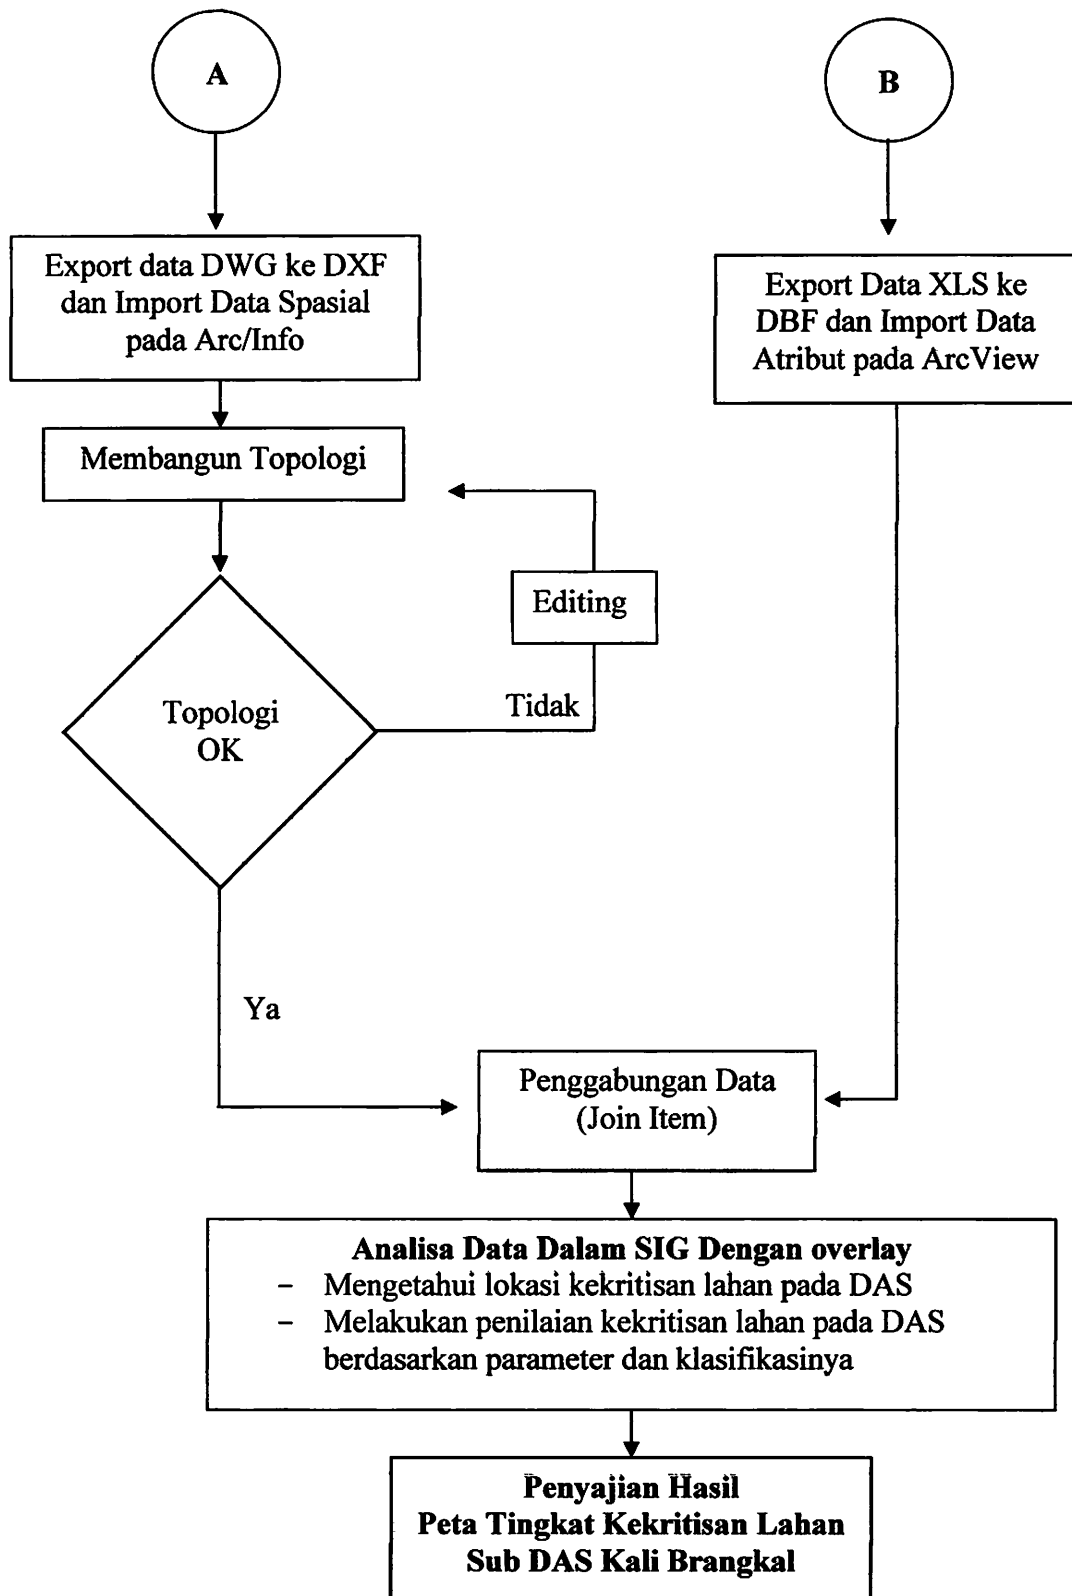 A
B
Export data DWG ke DXF
dan Import Data Spasial
pada Arc/Info
Export Data XLS ke
DBF dan Import Data
Atribut pada ArcView
Membangun Topologi
Editing
Tidak
Topologi
OK
Ya
Penggabungan Data
(Join Item)
Analisa Data Dalam SIG Dengan overlay
- Mengetahui lokasi kekritisan lahan pada DAS
- Melakukan penilaian kekritisan lahan pada DAS
berdasarkan parameter dan klasifikasinya
Penyajian Hasil
Peta Tingkat Kekritisan Lahan
Sub DAS Kali Brangkal